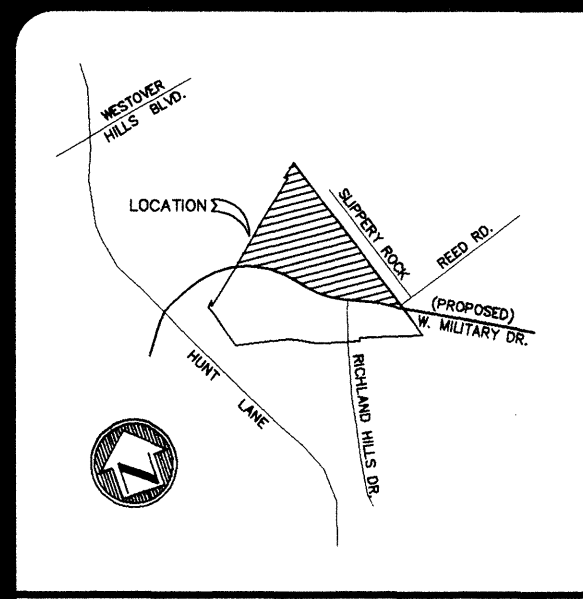 WESTOVER
HILLS BLVD.
LOCATION
SLIPPERY ROCK
REED RD.
(PROPOSED)
W. MILITARY DR.
HUNT LANE
RICHLAND HILLS DR.
N